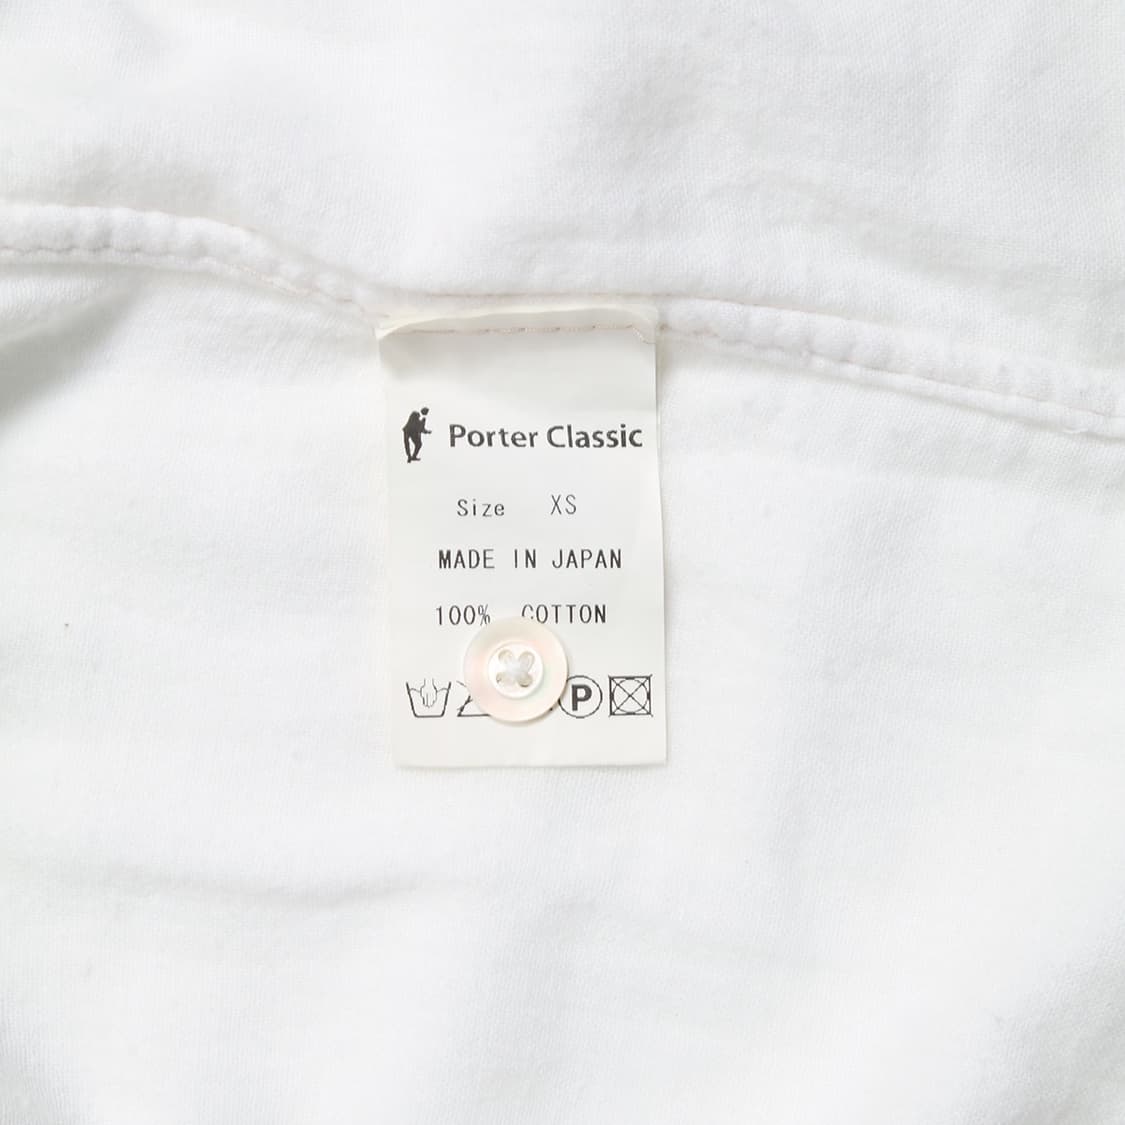 Porter Classic
Size XS
MADE IN JAPAN
100% COTTON
P